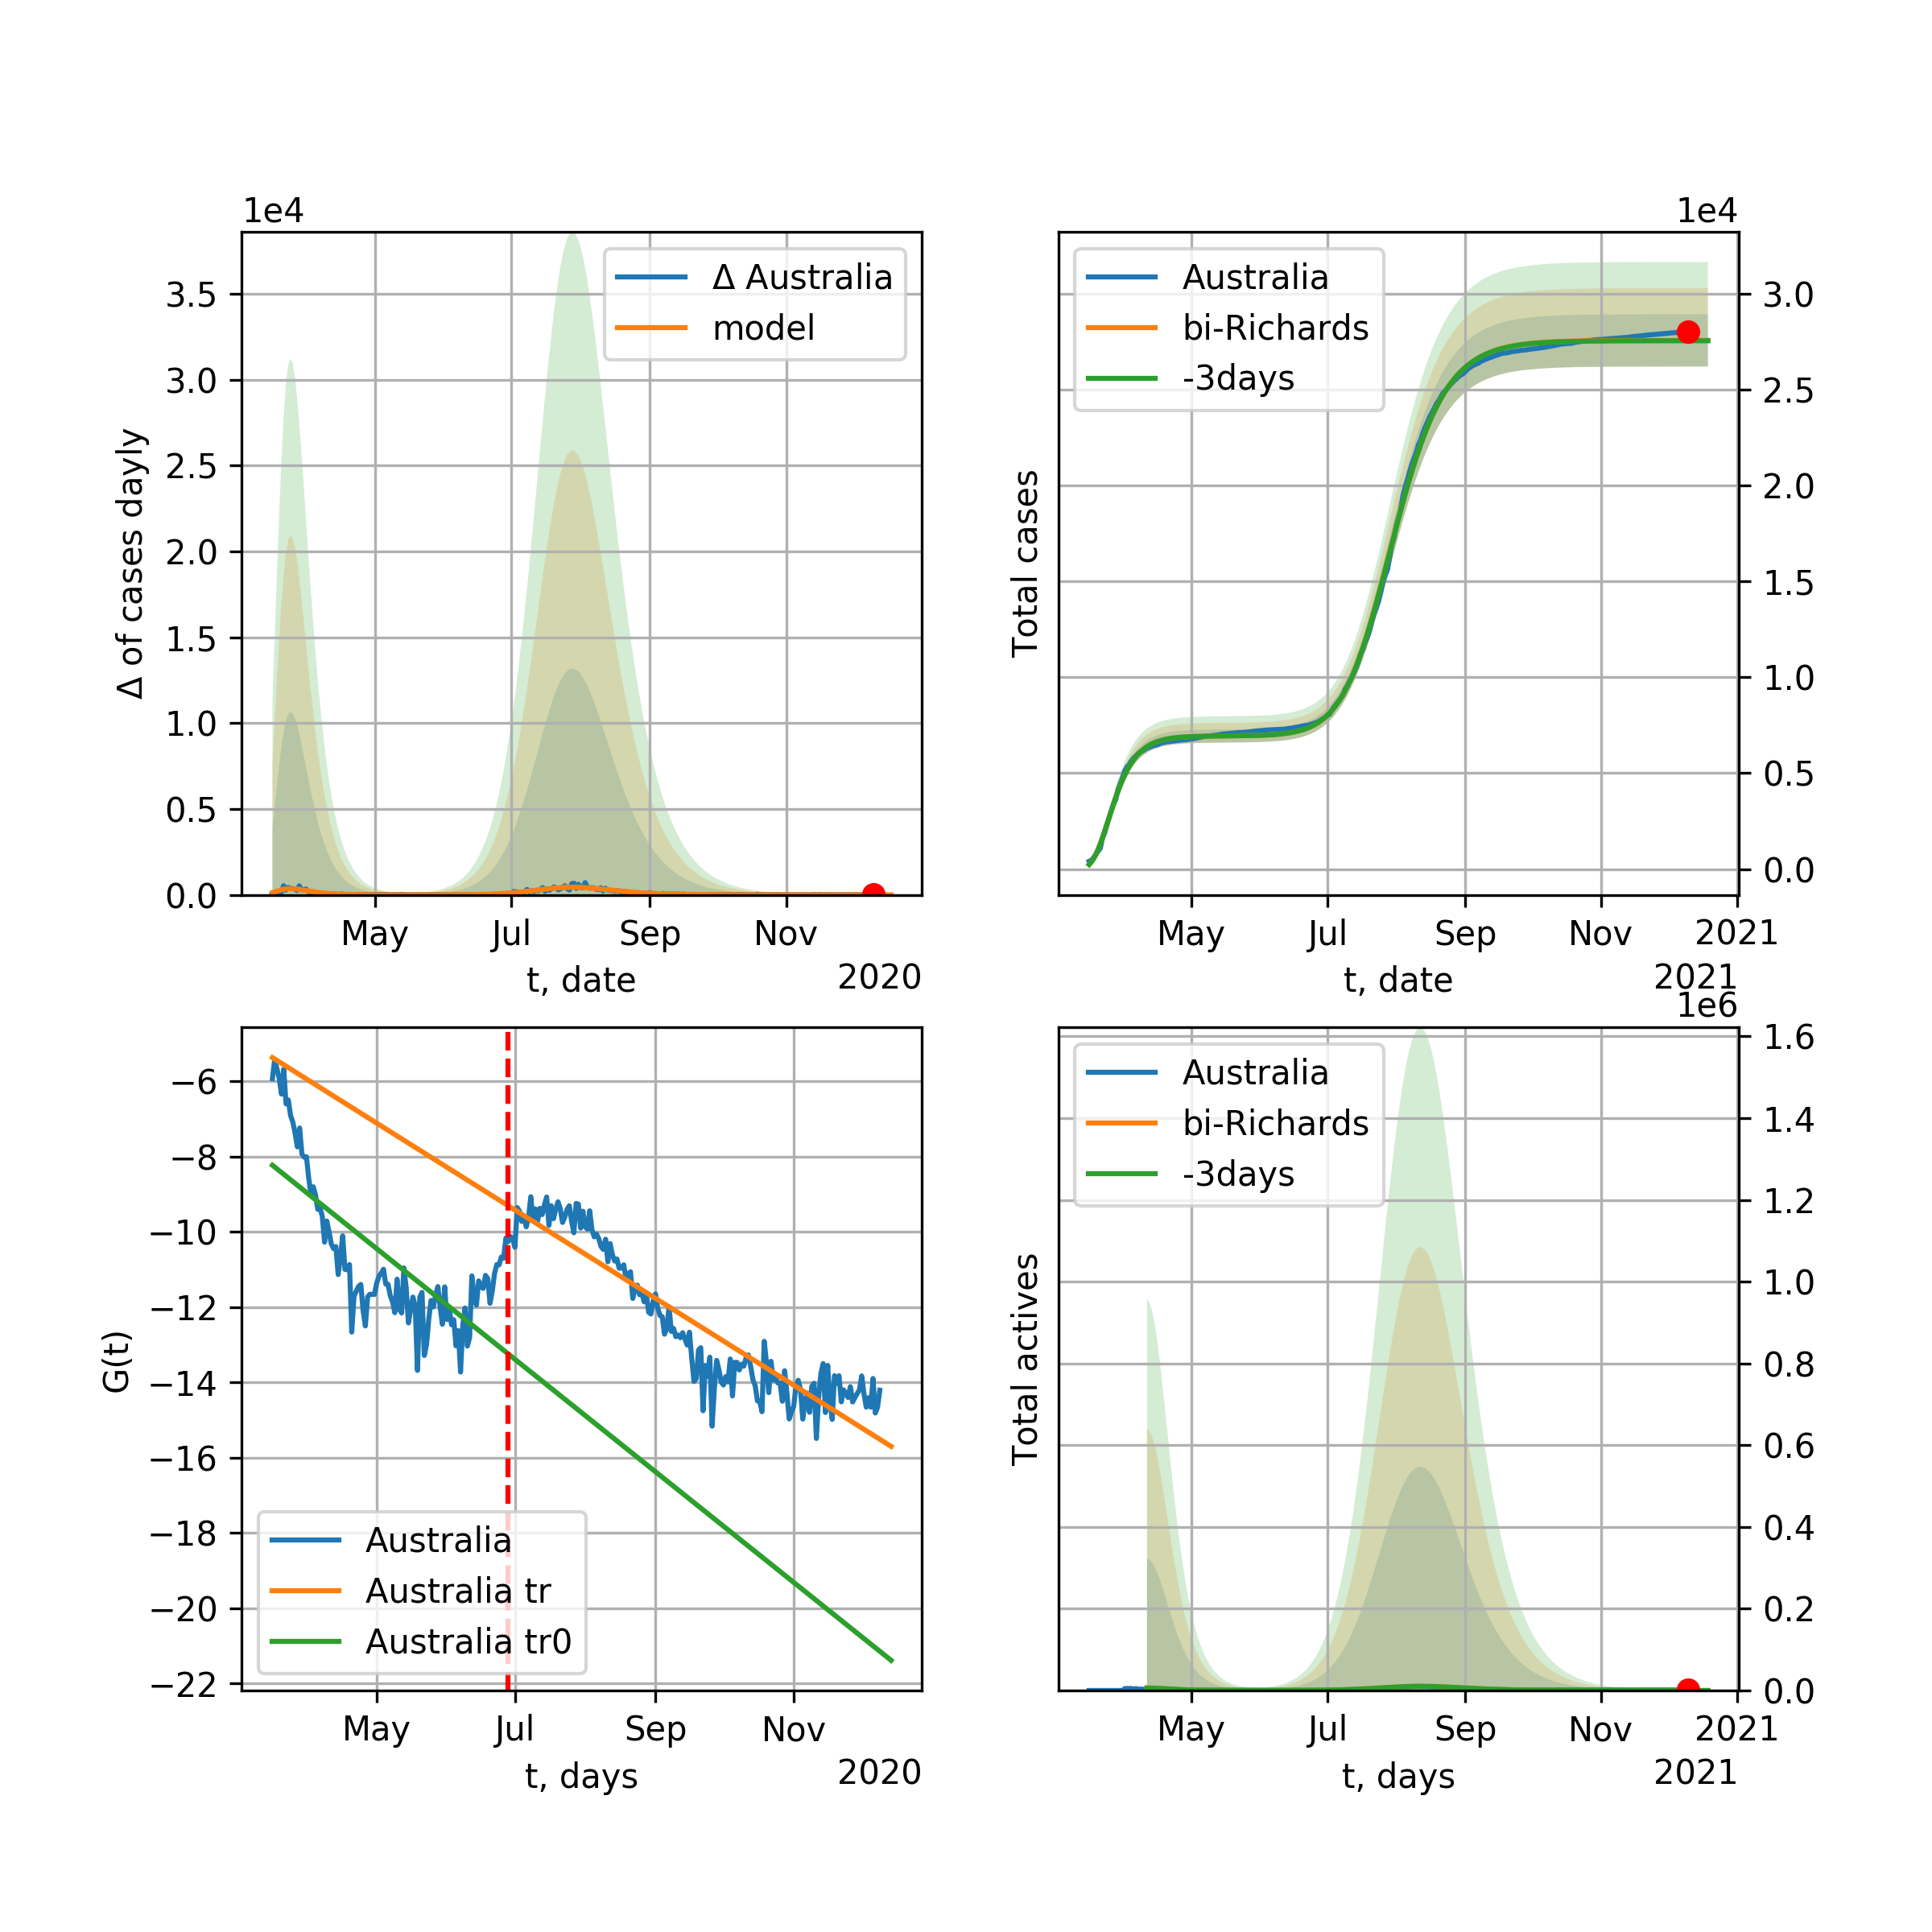 1e4
3.5
3.0
2.5
2.0
1.5
1.0
0.5
0.0
Δ of cases dayly
Δ Australia
model
May Jul Sep Nov
t, date
2020
1e4
3.0
2.5
2.0
1.5
1.0
0.5
0.0
Total cases
Australia
bi-Richards
-3days
May Jul Sep Nov 2021
t, date
2021
−6
−8
−10
−12
−14
−16
−18
−20
−22
G(t)
Australia
Australia tr
Australia tr0
May Jul Sep Nov
t, days
2020
1e6
1.6
1.4
1.2
1.0
0.8
0.6
0.4
0.2
0.0
Total actives
Australia
bi-Richards
-3days
May Jul Sep Nov 2021
t, days
2021